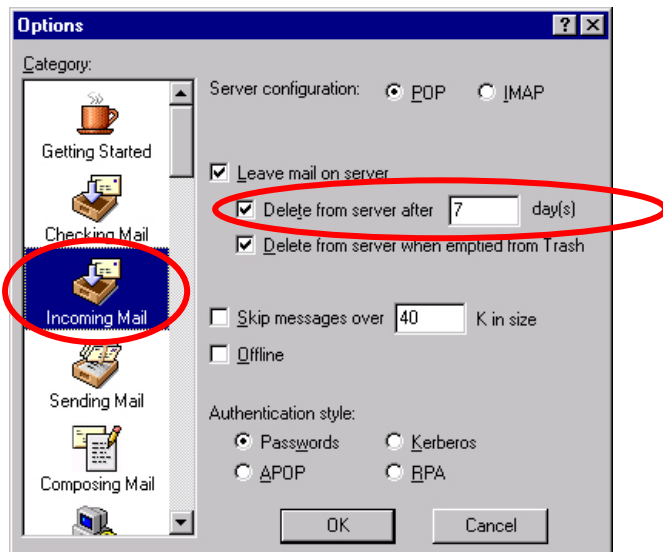 Options
Category:
Getting Started
Checking Mail
Incoming Mail
Sending Mail
Composing Mail
Server configuration: POP IMAP
Leave mail on server
Delete from server after 7 day(s)
Delete from server when emptied from Trash
Skip messages over 40 K in size
Offline
Authentication style:
Passwords Kerberos
APOP RPA
OK Cancel